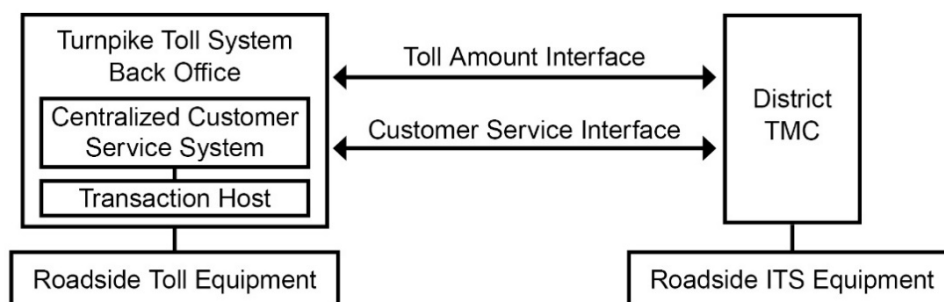 Turnpike Toll System
Back Office
Centralized Customer
Service System
Transaction Host
Roadside Toll Equipment
Toll Amount Interface
Customer Service Interface
District
TMC
Roadside ITS Equipment